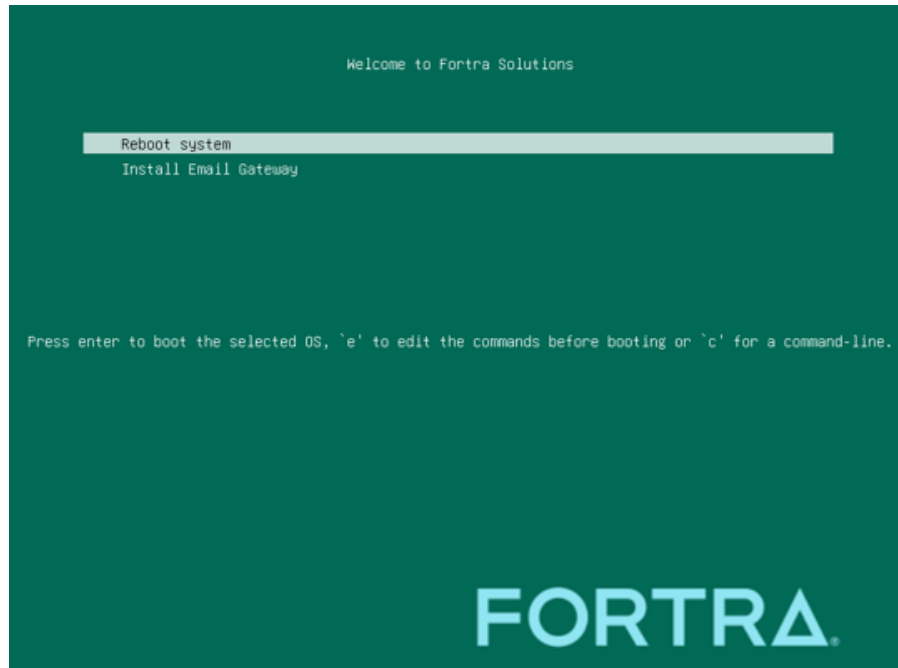 Welcome to Fortra Solutions
Reboot system
Install Email Gateway
Press enter to boot the selected OS, `e' to edit the commands before booting or `c' for a command-line.
FORTRA®